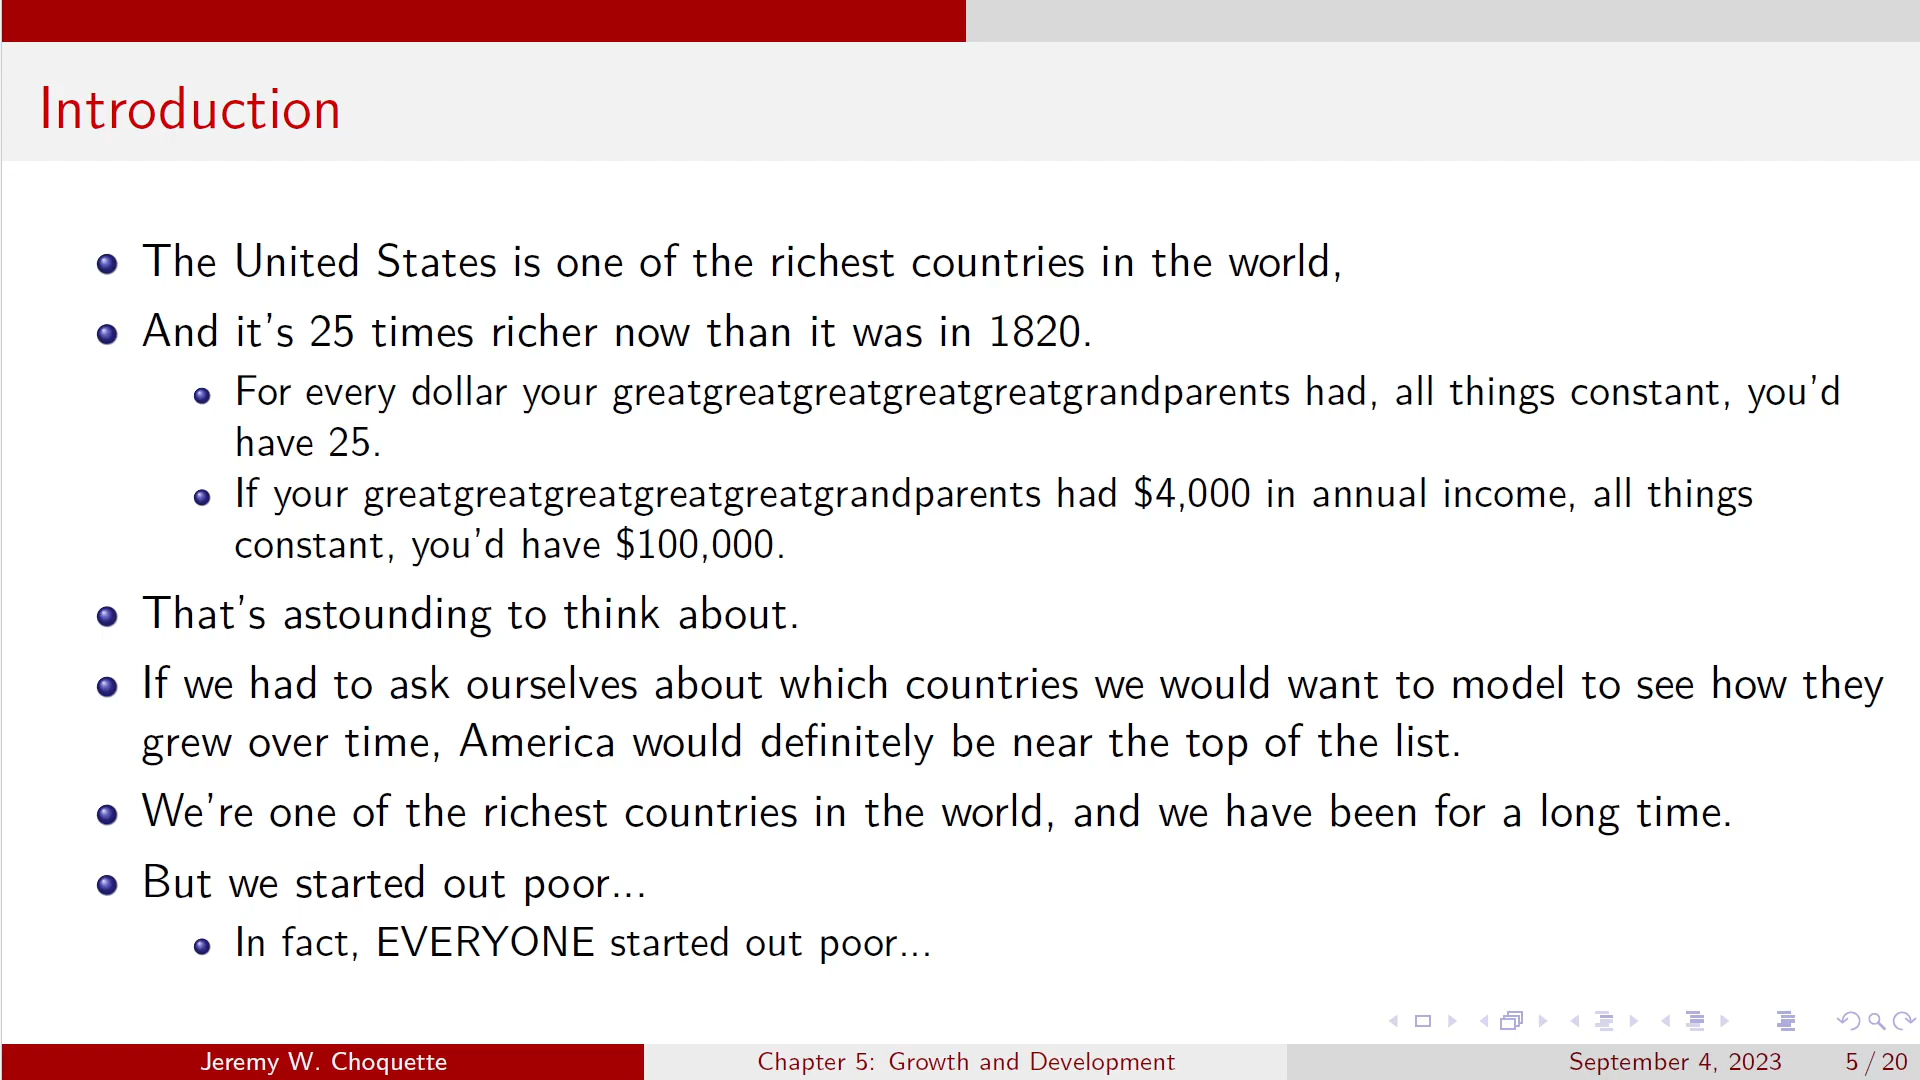 Introduction
The United States is one of the richest countries in the world,
And it's 25 times richer now than it was in 1820.
For every dollar your greatgreatgreatgreatgreatgrandparents had, all things constant, you'd
have 25.
If your greatgreatgreatgreatgreatgrandparents had $4,000 in annual income, all things
constant, you'd have $100,000.
That's astounding to think about.
If we had to ask ourselves about which countries we would want to model to see how they
grew over time, America would definitely be near the top of the list.
We're one of the richest countries in the world, and we have been for a long time.
But we started out poor...
In fact, EVERYONE started out poor...
Jeremy W. Choquette Chapter 5: Growth and Development September 4, 2023 5 / 20